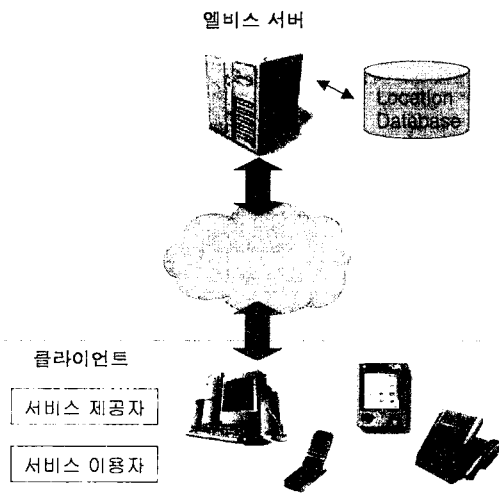 엘비스 서버
Location
Database
클라이언트
서비스 제공자
서비스 이용자